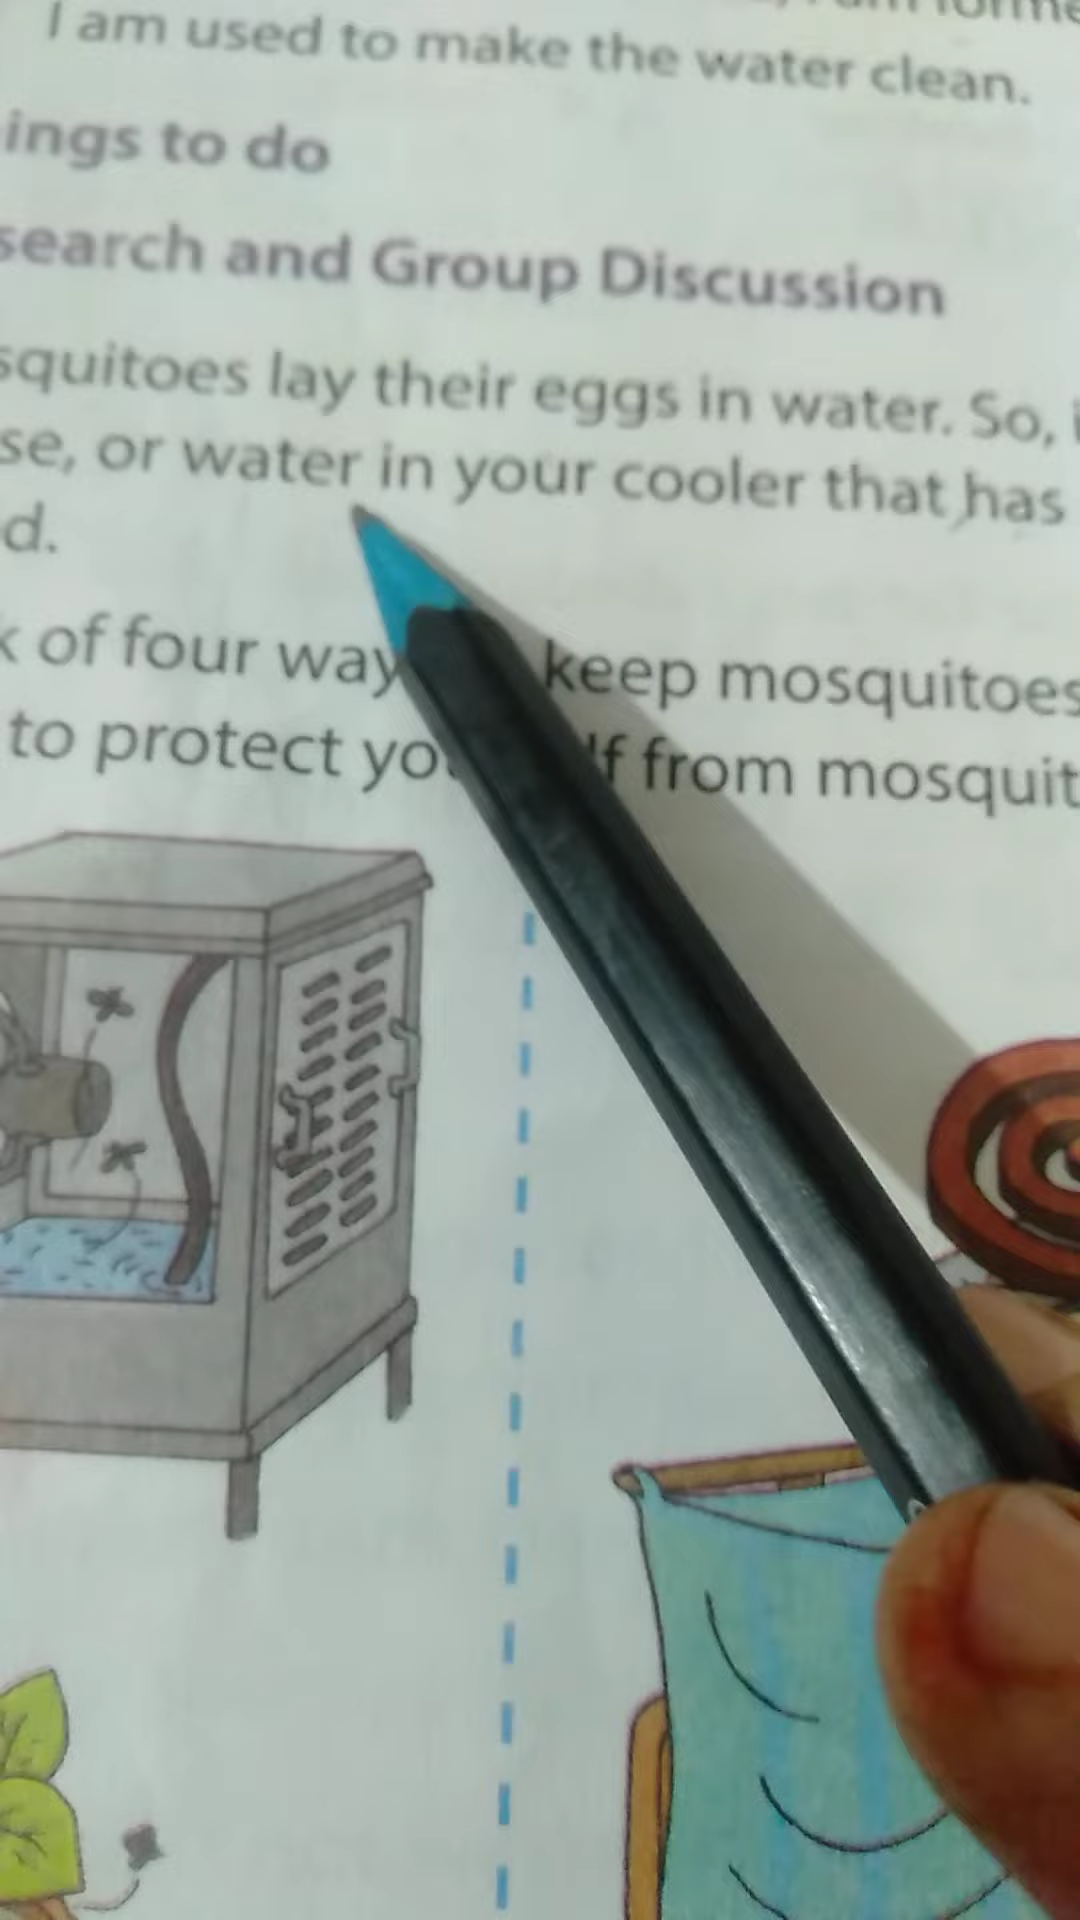 I am used to make the water clean.
ings to do
search and Group Discussion
squitoes lay their eggs in water. So, i
se, or water in your cooler that has
d.
k of four way keep mosquitoes
to protect yo lf from mosquit